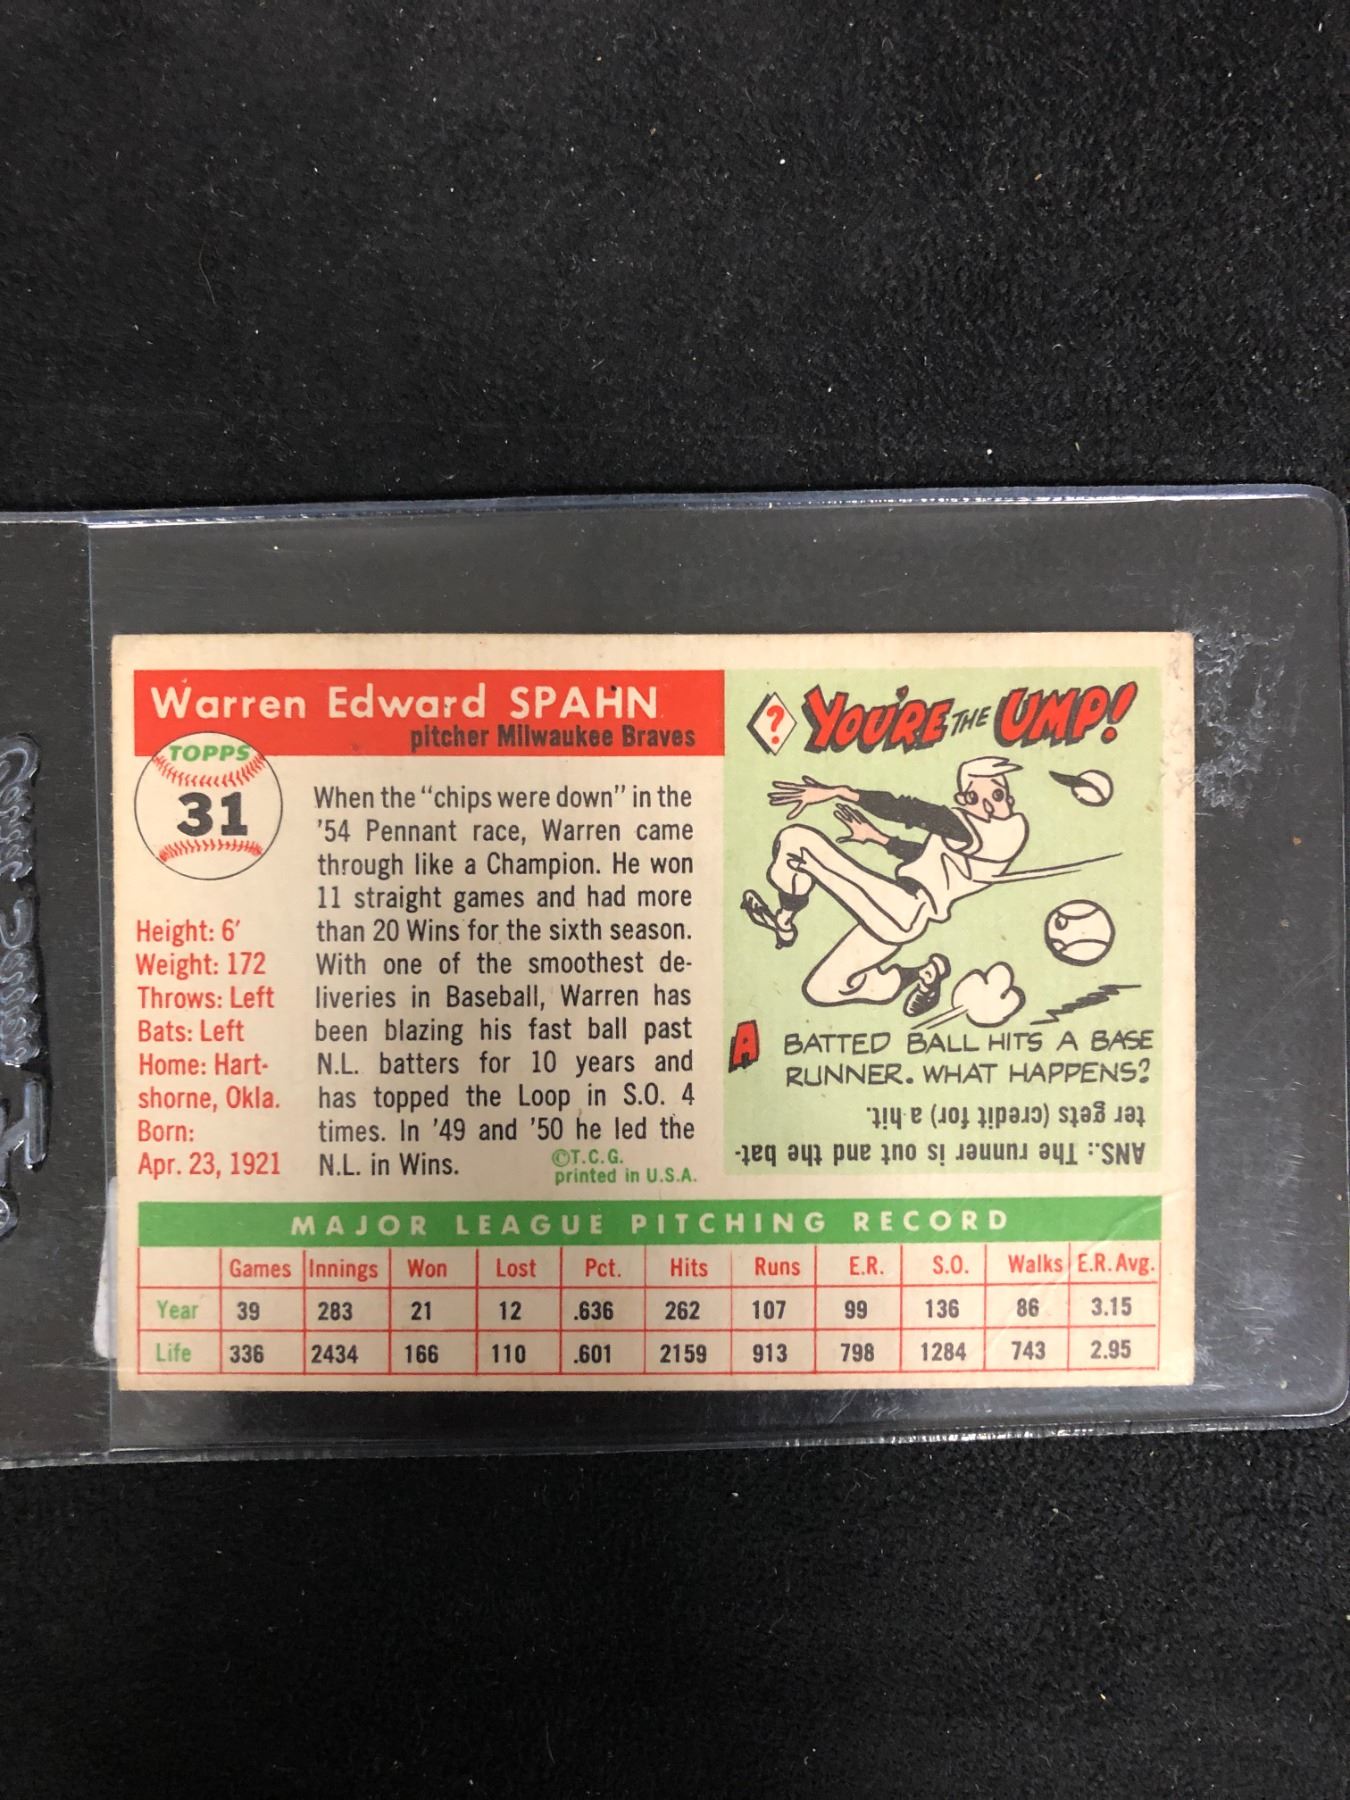 Warren Edward SPAHN
pitcher Milwaukee Braves
TOPPS
31
Height: 6′
Weight: 172
Throws: Left
Bats: Left
Home: Hart-
shorne, Okla.
Born:
Apr. 23, 1921
When the “chips were down” in the
’54 Pennant race, Warren came
through like a Champion. He won
11 straight games and had more
than 20 Wins for the sixth season.
With one of the smoothest de-
liveries in Baseball, Warren has
been blazing his fast ball past
N.L. batters for 10 years and
has topped the Loop in S.O. 4
times. In ’49 and ’50 he led the
N.L. in Wins.
©T.C.G.
printed in U.S.A.
? YOU'RE THE UMP!
A BATTED BALL HITS A BASE
RUNNER. WHAT HAPPENS?
ANS.: The runner is out and the bat-
ter gets (credit for) a hit.
MAJOR LEAGUE PITCHING RECORD
Games Innings Won Lost Pct. Hits Runs E.R. S.O. Walks E.R. Avg.
Year 39 283 21 12 .636 262 107 99 136 86 3.15
Life 336 2434 166 110 .601 2159 913 798 1284 743 2.95